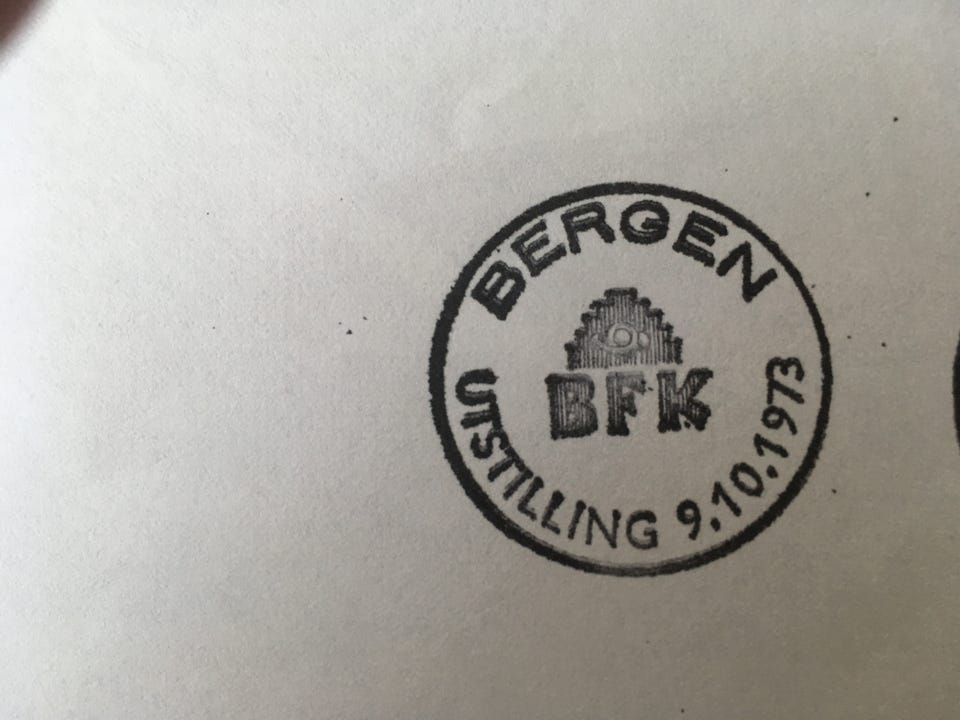 BERGEN
BFK
UTSTILLING 9.10.1973